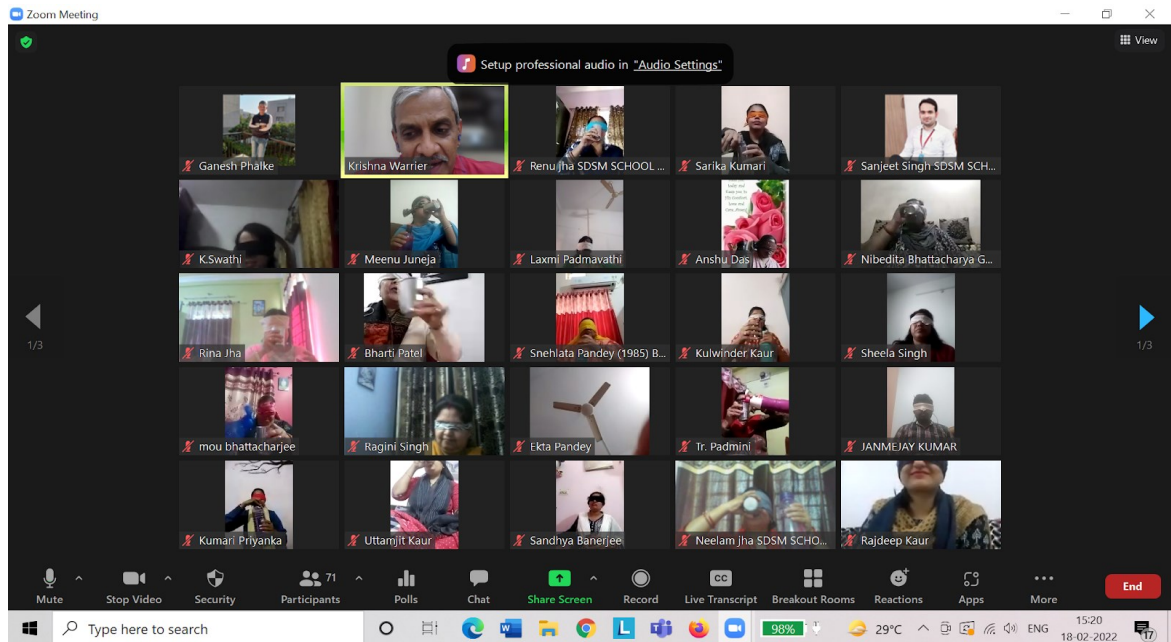 Zoom Meeting
View
Setup professional audio in "Audio Settings"
Ganesh Phalke
Krishna Warrier
Renu jha SDSM SCHOOL ...
Sarika Kumari
Sanjeet Singh SDSM SCH...
K.Swathi
Meenu Juneja
Laxmi Padmavathi
Anshu Das
Nibedita Bhattacharya G...
1/3
1/3
Rina Jha
Bharti Patel
Snehlata Pandey (1985) B...
Kulwinder Kaur
Sheela Singh
mou bhattacharjee
Ragini Singh
Ekta Pandey
Tr. Padmini
JANMEJAY KUMAR
Kumari Priyanka
Uttamjit Kaur
Sandhya Banerjee
Neelam jha SDSM SCHO...
Rajdeep Kaur
71
CC
Mute
Stop Video
Security
Participants
Polls
Chat
Share Screen
Record
Live Transcript
Breakout Rooms
Reactions
Apps
More
End
Type here to search
98%
29°C
ENG
15:20
18-02-2022
17